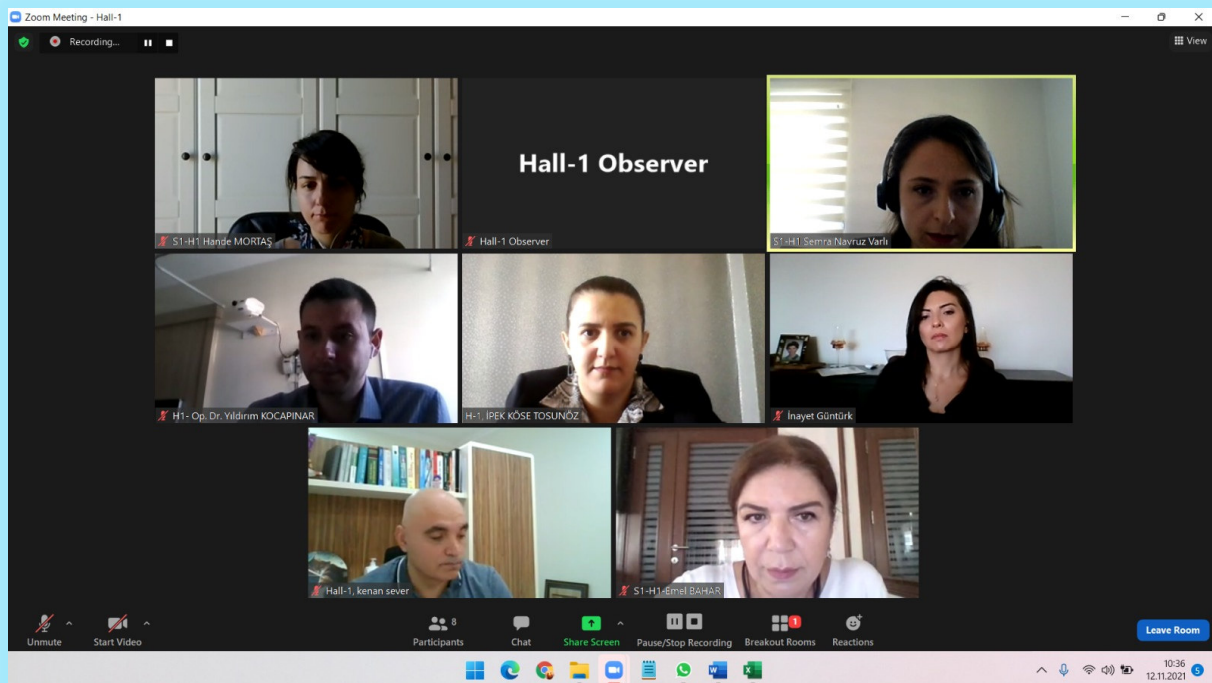 Zoom Meeting - Hall-1
Recording...
View
S1-H1 Hande MORTAŞ
Hall-1 Observer
Hall-1 Observer
S1-H1 Semra Navruz Varlı
H1- Op. Dr. Yıldırım KOCAPINAR
H-1, İPEK KÖSE TOSUNÖZ
İnayet Güntürk
Hall-1, kenan sever
S1-H1-Emel BAHAR
Unmute
Start Video
8
Participants
Chat
Share Screen
Pause/Stop Recording
1
Breakout Rooms
Reactions
Leave Room
10:36
12.11.2021
5